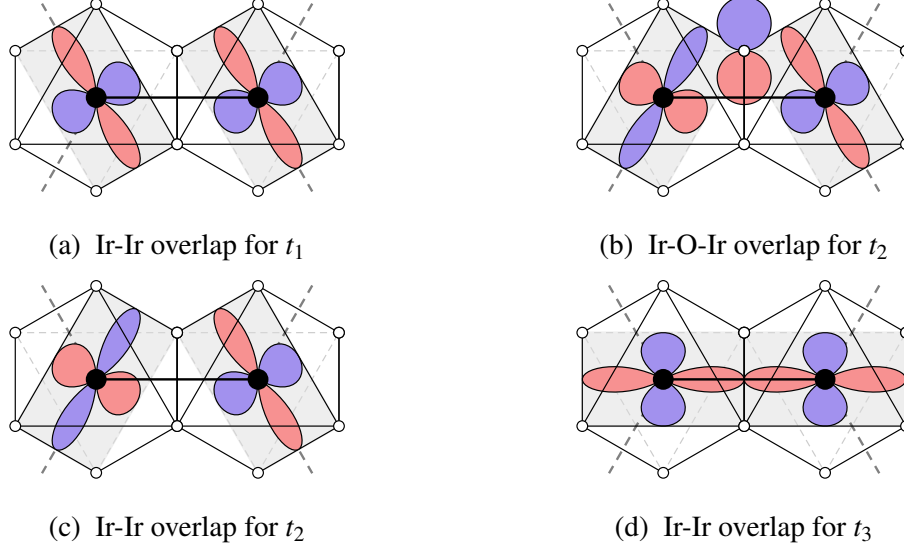 (a) Ir-Ir overlap for t₁
(b) Ir-O-Ir overlap for t₂
(c) Ir-Ir overlap for t₂
(d) Ir-Ir overlap for t₃